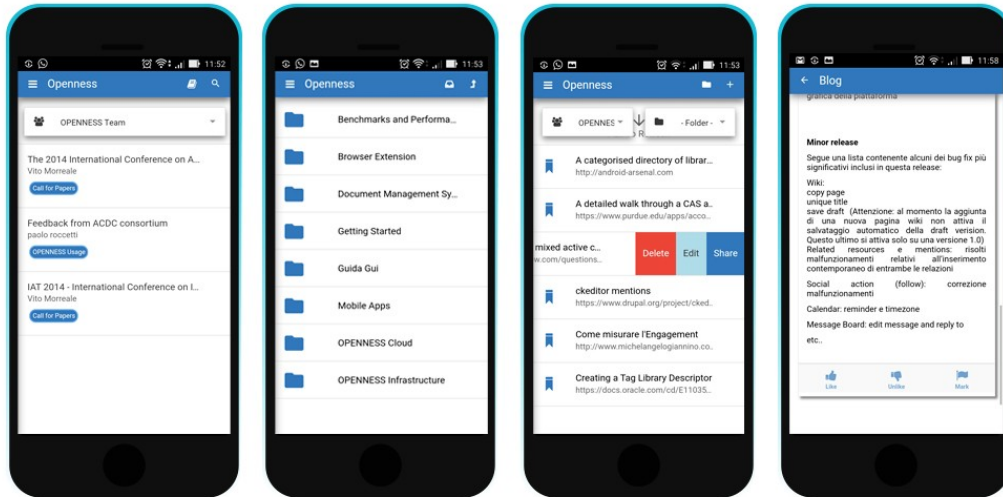 11:52
Openness
OPENNESS Team
The 2014 International Conference on A...
Vito Morreale
Call for Papers
Feedback from ACDC consortium
paolo roccetti
OPENNESS Usage
IAT 2014 - International Conference on I...
Vito Morreale
Call for Papers
11:53
Openness
Benchmarks and Performa...
Browser Extension
Document Management Sy...
Getting Started
Guida Gui
Mobile Apps
OPENNESS Cloud
OPENNESS Infrastructure
11:53
Openness
OPENNES
- Folder -
A categorised directory of librar...
http://android-arsenal.com
A detailed walk through a CAS a..
https://www.purdue.edu/apps/acco..
mixed active c...
w.com/questions...
Delete Edit Share
ckeditor mentions
https://www.drupal.org/project/cked..
Come misurare l'Engagement
http://www.michelangelogiannino.co..
Creating a Tag Library Descriptor
https://docs.oracle.com/cd/E11035..
11:58
Blog
grafica della piattaforma
Minor release
Segue una lista contenente alcuni dei bug fix più
significativi inclusi in questa release:
Wiki:
copy page
unique title
save draft (Attenzione: al momento la aggiunta
di una nuova pagina wiki non attiva il
salvataggio automatico della draft verision.
Questo ultimo si attiva solo su una versione 1.0)
Related resources e mentions: risolti
malfunzionamenti relativi all'inserimento
contemporaneo di entrambe le relazioni
Social action (follow): correzione
malfunzionamenti
Calendar: reminder e timezone
Message Board: edit message and reply to
etc..
Like Unlike Mark